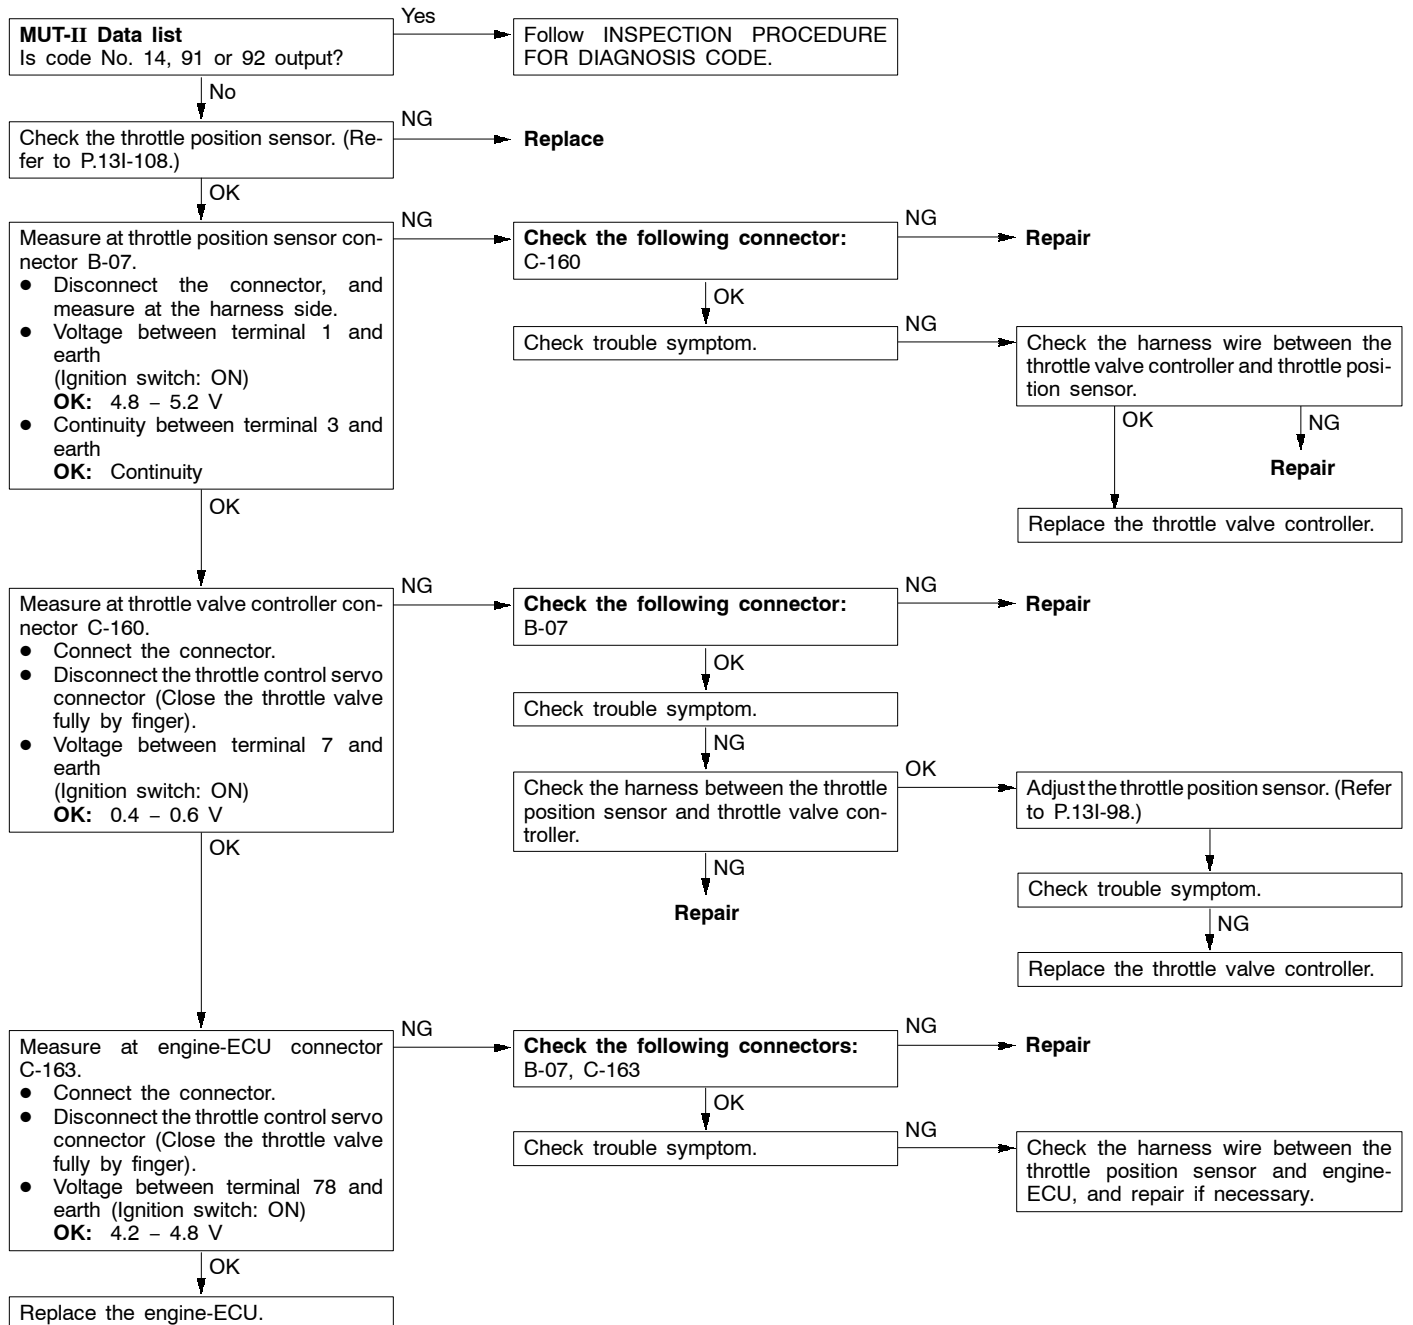 MUT-II Data list
Is code No. 14, 91 or 92 output?
Yes
Follow INSPECTION PROCEDURE
FOR DIAGNOSIS CODE.
No
Check the throttle position sensor. (Re-
fer to P.13I-108.)
NG
Replace
OK
Measure at throttle position sensor con-
nector B-07.
● Disconnect the connector, and
measure at the harness side.
● Voltage between terminal 1 and
earth
(Ignition switch: ON)
OK: 4.8 – 5.2 V
● Continuity between terminal 3 and
earth
OK: Continuity
NG
Check the following connector:
C-160
NG
Repair
OK
Check trouble symptom.
NG
Check the harness wire between the
throttle valve controller and throttle posi-
tion sensor.
OK
NG
Repair
Replace the throttle valve controller.
OK
Measure at throttle valve controller con-
nector C-160.
● Connect the connector.
● Disconnect the throttle control servo
connector (Close the throttle valve
fully by finger).
● Voltage between terminal 7 and
earth
(Ignition switch: ON)
OK: 0.4 – 0.6 V
NG
Check the following connector:
B-07
NG
Repair
OK
Check trouble symptom.
NG
Check the harness between the throttle
position sensor and throttle valve con-
troller.
OK
Adjust the throttle position sensor. (Refer
to P.13I-98.)
NG
Repair
Check trouble symptom.
NG
Replace the throttle valve controller.
OK
Measure at engine-ECU connector
C-163.
● Connect the connector.
● Disconnect the throttle control servo
connector (Close the throttle valve
fully by finger).
● Voltage between terminal 78 and
earth (Ignition switch: ON)
OK: 4.2 – 4.8 V
NG
Check the following connectors:
B-07, C-163
NG
Repair
OK
Check trouble symptom.
NG
Check the harness wire between the
throttle position sensor and engine-
ECU, and repair if necessary.
OK
Replace the engine-ECU.